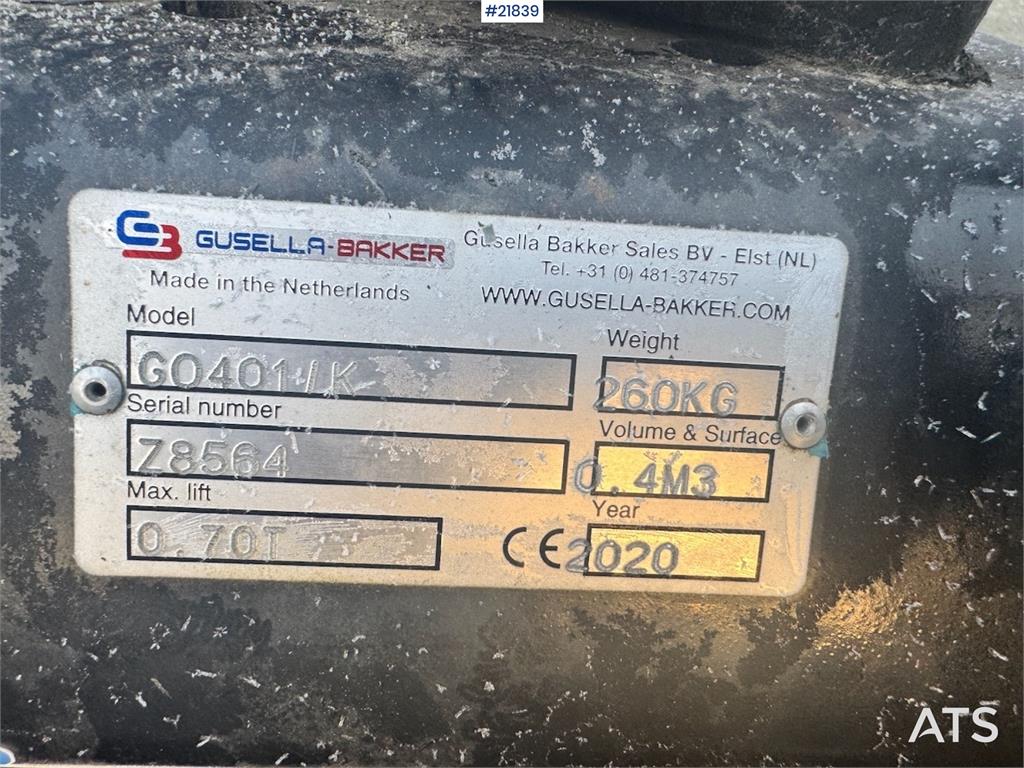 #21839
GB GUSELLA-BAKKER
Made in the Netherlands
Gusella Bakker Sales BV - Elst (NL)
Tel. +31 (0) 481-374757
WWW.GUSELLA-BAKKER.COM
Model
GO401/K
Weight
260KG
Serial number
Z8564
Volume & Surface
0.4M3
Max. lift
0.70T
CE
Year
2020
ATS